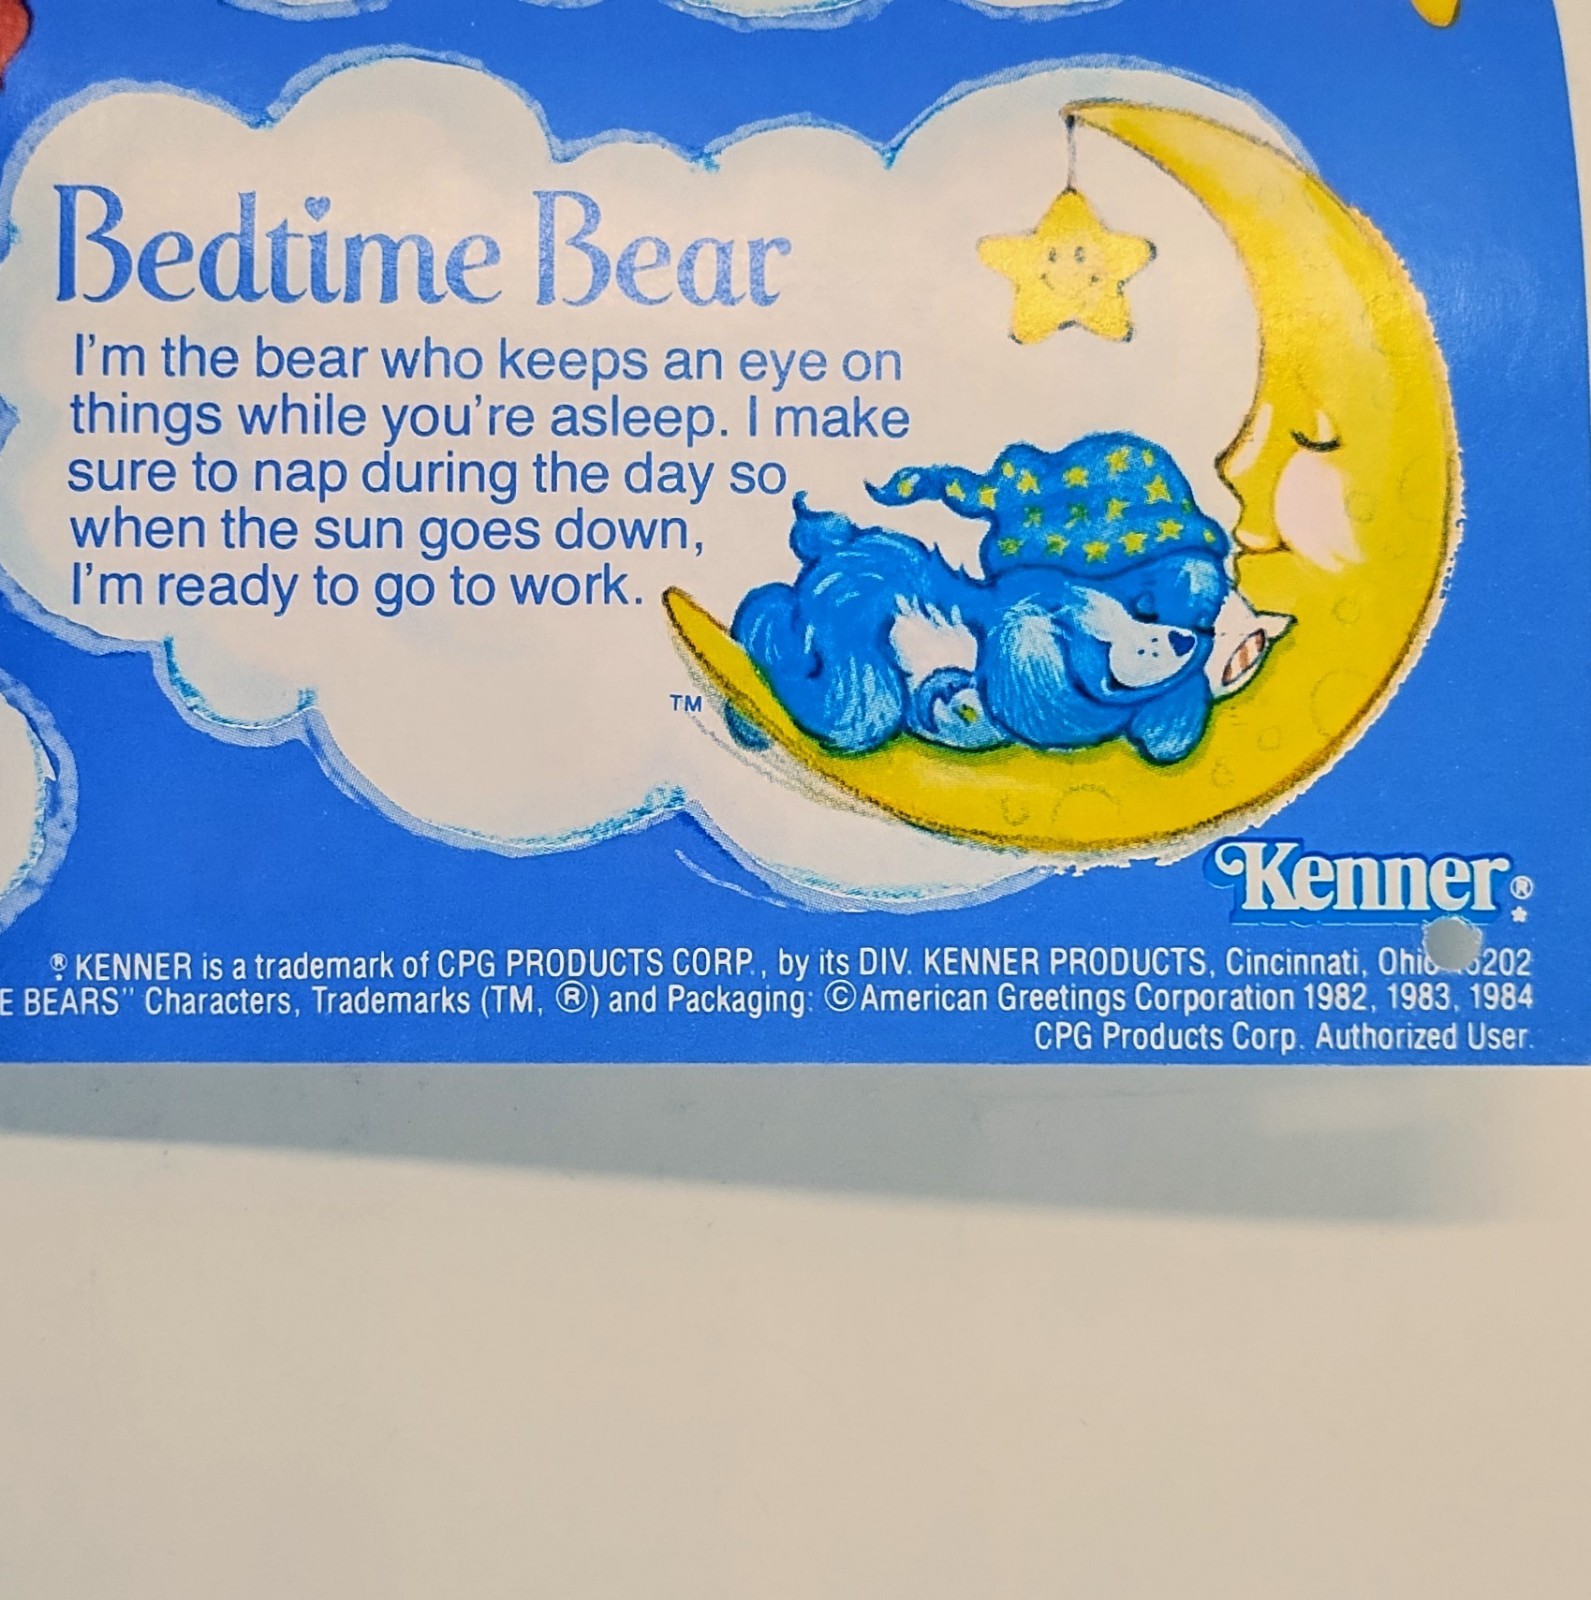 Bedtime Bear
I'm the bear who keeps an eye on
things while you're asleep. I make
sure to nap during the day so
when the sun goes down,
I'm ready to go to work.
TM
Kenner®
® KENNER is a trademark of CPG PRODUCTS CORP., by its DIV. KENNER PRODUCTS, Cincinnati, Ohio
E BEARS" Characters, Trademarks (TM, ®) and Packaging: © American Greetings Corporation 1982, 1983, 1984
CPG Products Corp. Authorized User.